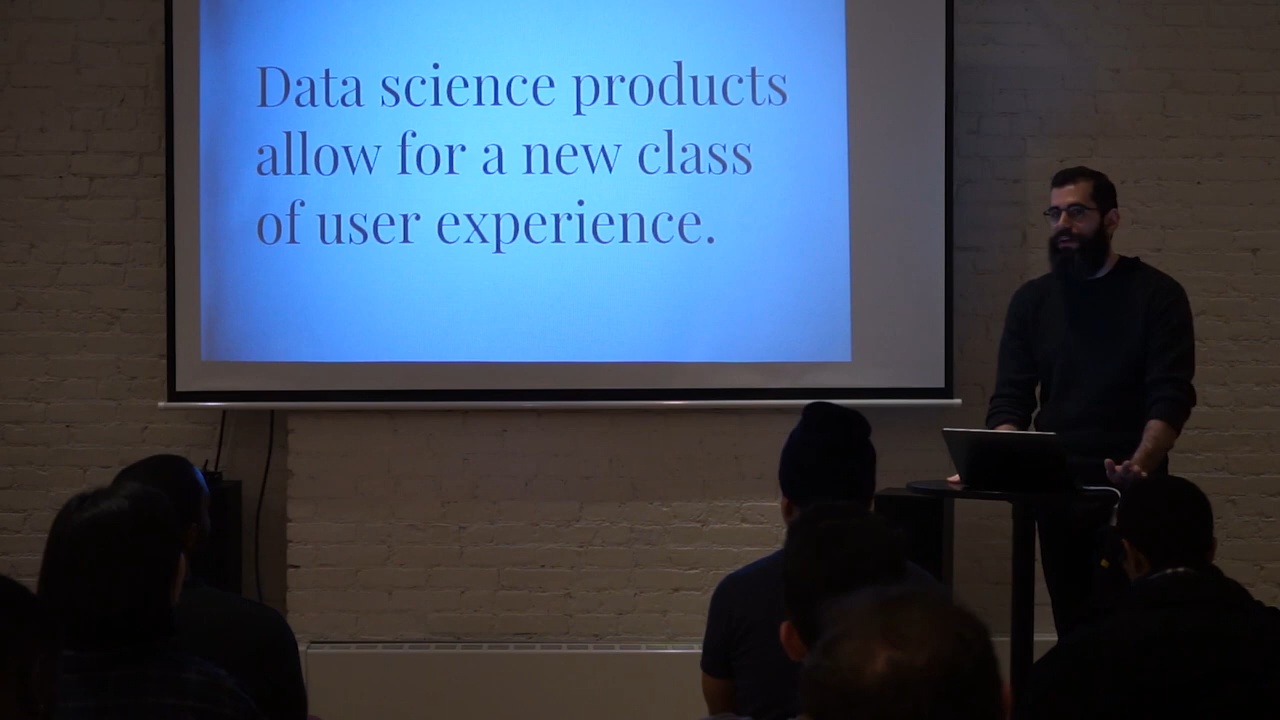 Data science products
allow for a new class
of user experience.